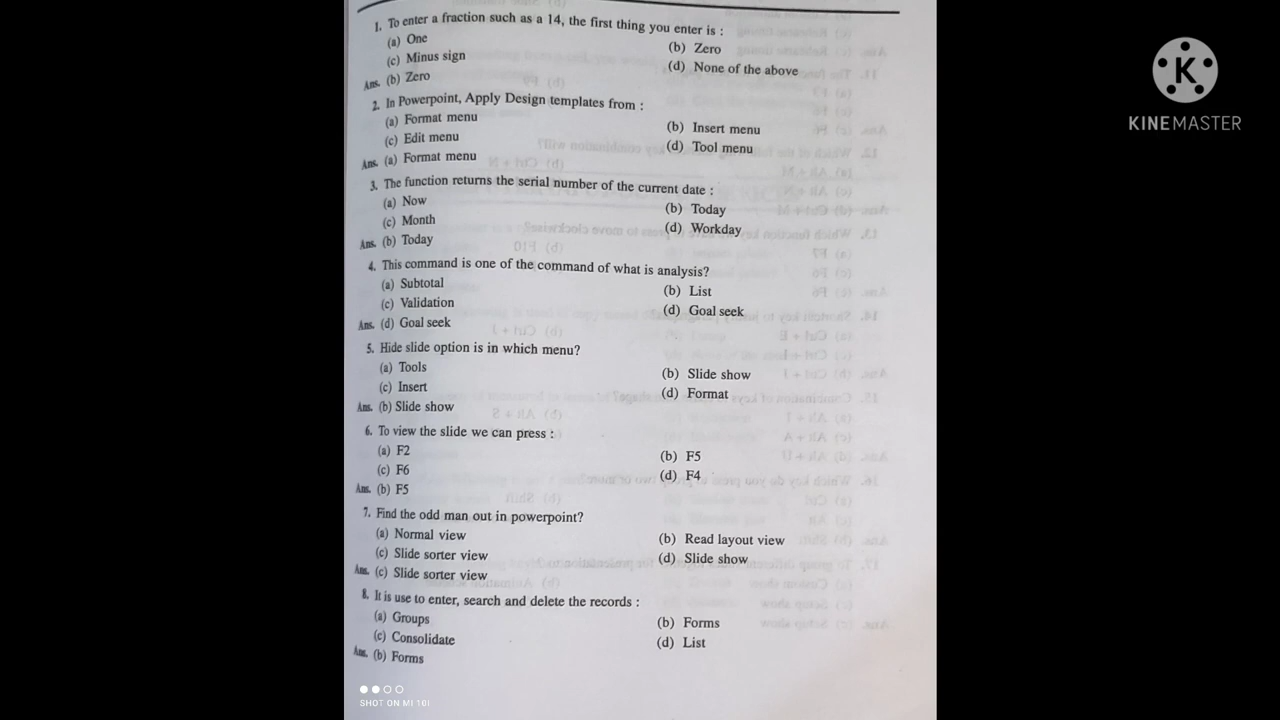 1. To enter a fraction such as a 14, the first thing you enter is :
(a) One
(b) Zero
(c) Minus sign
(d) None of the above
Ans. (b) Zero
2. In Powerpoint, Apply Design templates from :
(a) Format menu
(b) Insert menu
(c) Edit menu
(d) Tool menu
Ans. (a) Format menu
3. The function returns the serial number of the current date :
(a) Now
(b) Today
(c) Month
(d) Workday
Ans. (b) Today
4. This command is one of the command of what is analysis?
(a) Subtotal
(b) List
(c) Validation
(d) Goal seek
Ans. (d) Goal seek
5. Hide slide option is in which menu?
(a) Tools
(b) Slide show
(c) Insert
(d) Format
Ans. (b) Slide show
6. To view the slide we can press :
(a) F2
(b) F5
(c) F6
(d) F4
Ans. (b) F5
7. Find the odd man out in powerpoint?
(a) Normal view
(b) Read layout view
(c) Slide sorter view
(d) Slide show
Ans. (c) Slide sorter view
8. It is use to enter, search and delete the records :
(a) Groups
(b) Forms
(c) Consolidate
(d) List
Ans. (b) Forms
SHOT ON MI 10I
K
KINEMASTER